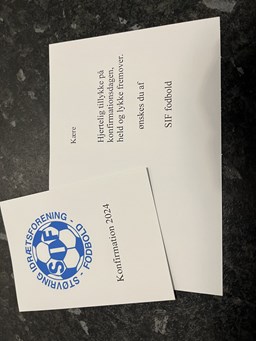 Kære
Hjertelig tillykke på
konfirmationsdagen,
held og lykke fremover.
ønskes du af
SIF fodbold
STØVRING IDRÆTSFORENING - FODBOLD -
SIF
Konfirmation 2024